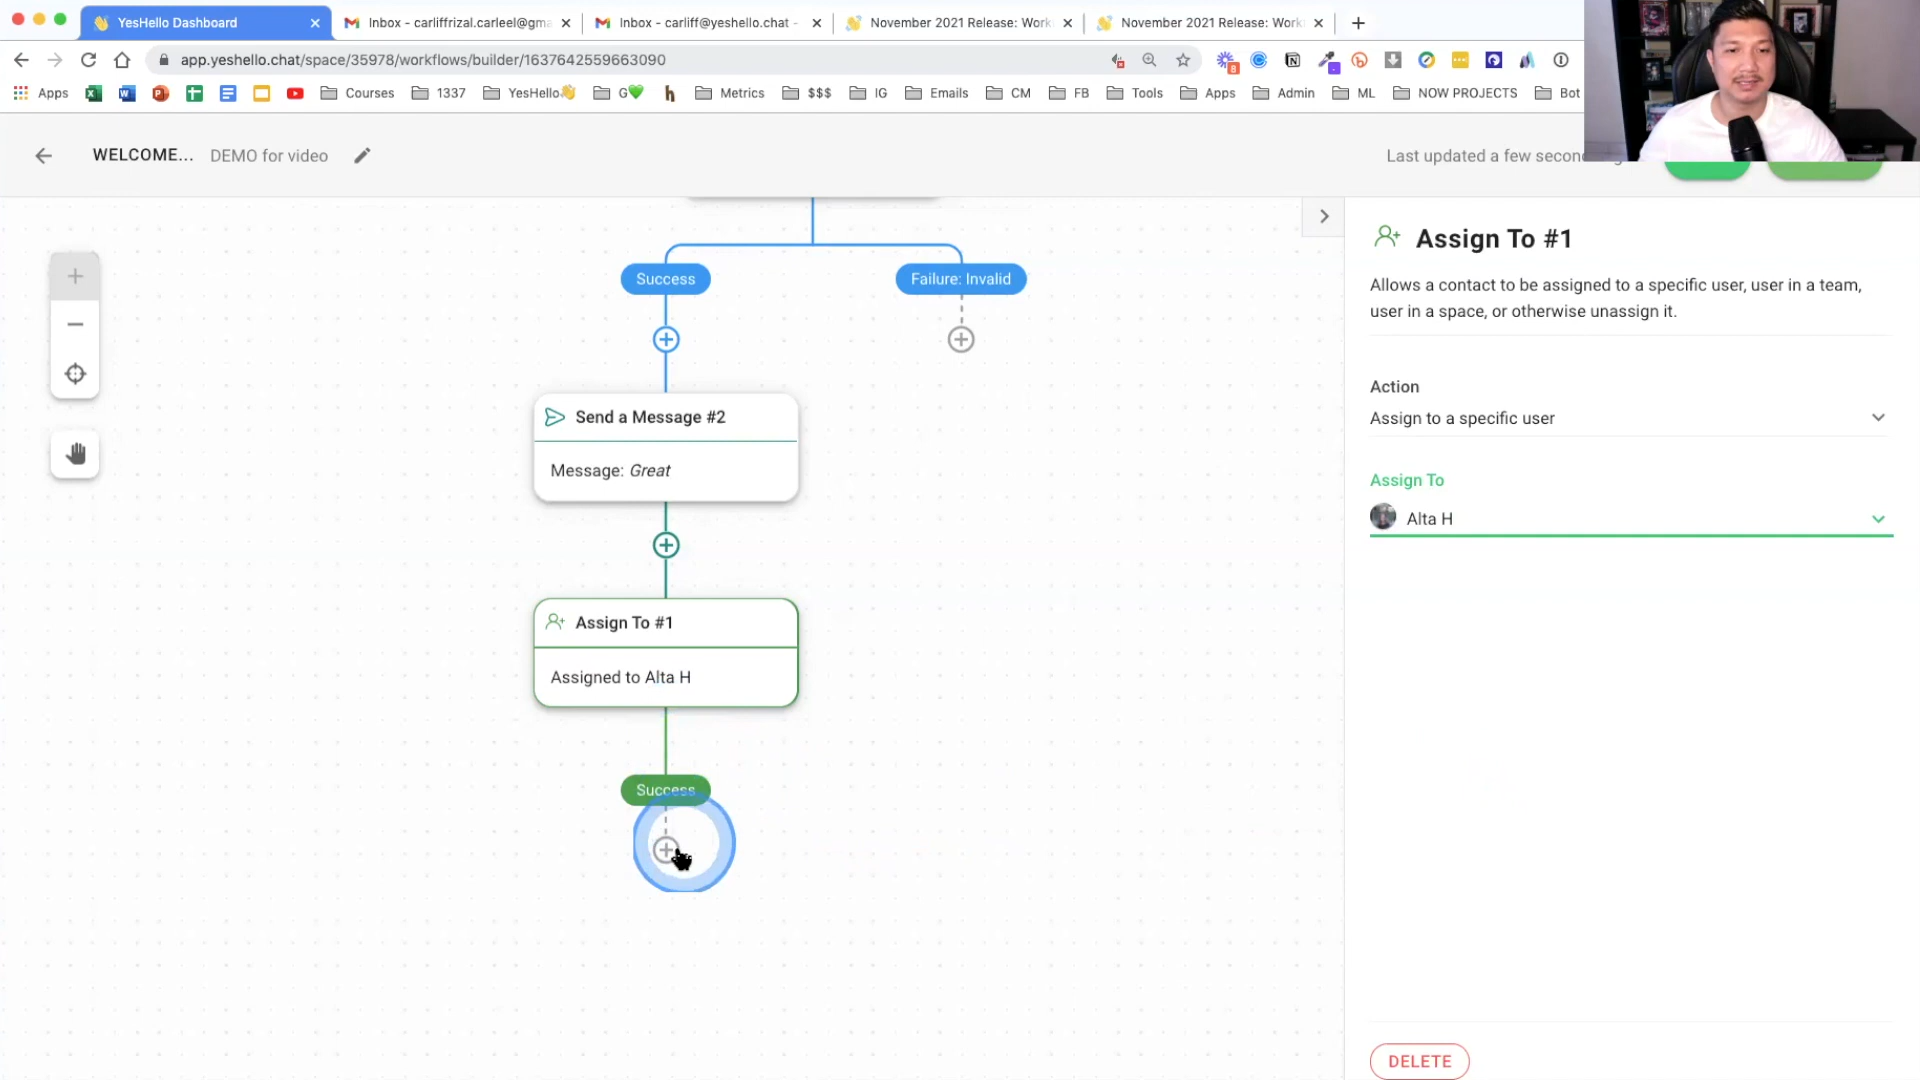 YesHello Dashboard
Inbox - carliffrizal.carleel@gma
Inbox - carliff@yeshello.chat -
November 2021 Release: Work
November 2021 Release: Work
app.yeshello.chat/space/35978/workflows/builder/1637642559663090
8
Apps
Courses
1337
YesHello👋
G💚
h
Metrics
$$$
IG
Emails
CM
FB
Tools
Apps
Admin
ML
NOW PROJECTS
Bot
WELCOME...
DEMO for video
Last updated a few secon
Success
Failure: Invalid
Send a Message #2
Message: Great
Assign To #1
Assigned to Alta H
Success
Assign To #1
Allows a contact to be assigned to a specific user, user in a team,
user in a space, or otherwise unassign it.
Action
Assign to a specific user
Assign To
Alta H
DELETE